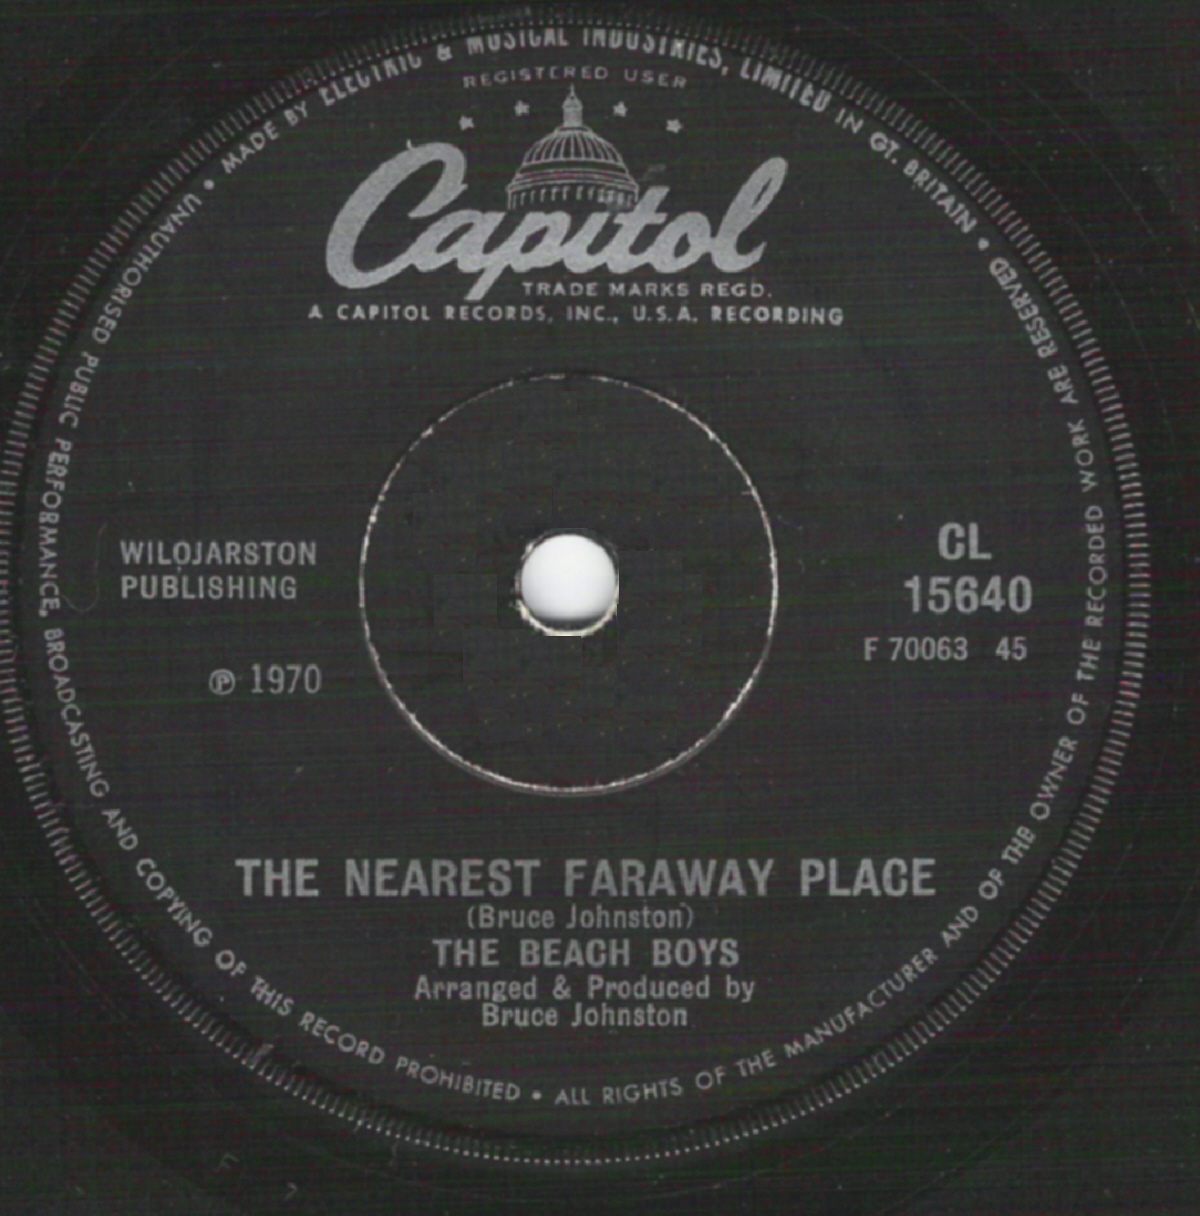 MADE BY ELECTRIC & MUSICAL INDUSTRIES, LIMITED IN GT. BRITAIN • ALL RIGHTS OF THE MANUFACTURER AND OF THE OWNER OF THE RECORDED WORK ARE RESERVED • UNAUTHORISED PUBLIC PERFORMANCE, BROADCASTING AND COPYING OF THIS RECORD PROHIBITED •
REGISTERED USER
Capitol
TRADE MARKS REGD.
A CAPITOL RECORDS, INC., U.S.A. RECORDING
WILOJARSTON
PUBLISHING
℗ 1970
CL
15640
F 70063 45
THE NEAREST FARAWAY PLACE
(Bruce Johnston)
THE BEACH BOYS
Arranged & Produced by
Bruce Johnston